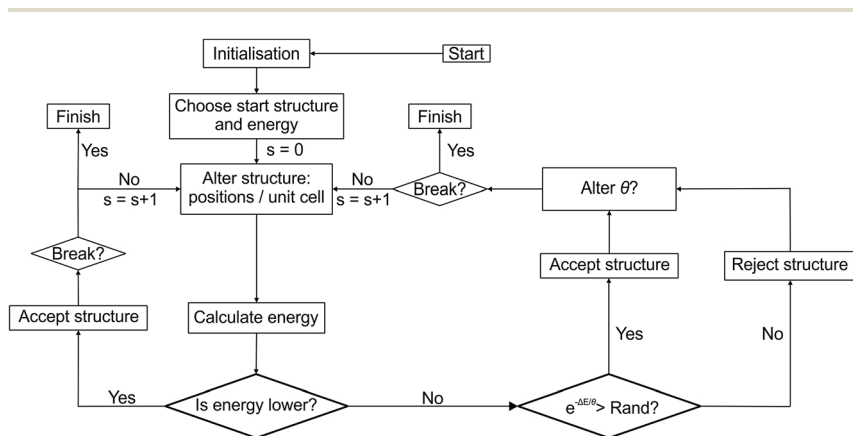 Initialisation
Start
Choose start structure
and energy
Finish
Finish
Yes
s = 0
Yes
No
s = s+1
Alter structure:
positions / unit cell
No
s = s+1
Break?
Alter θ?
Break?
Accept structure
Reject structure
Accept structure
Calculate energy
Yes
No
Yes
Is energy lower?
No
e^-ΔE/θ > Rand?